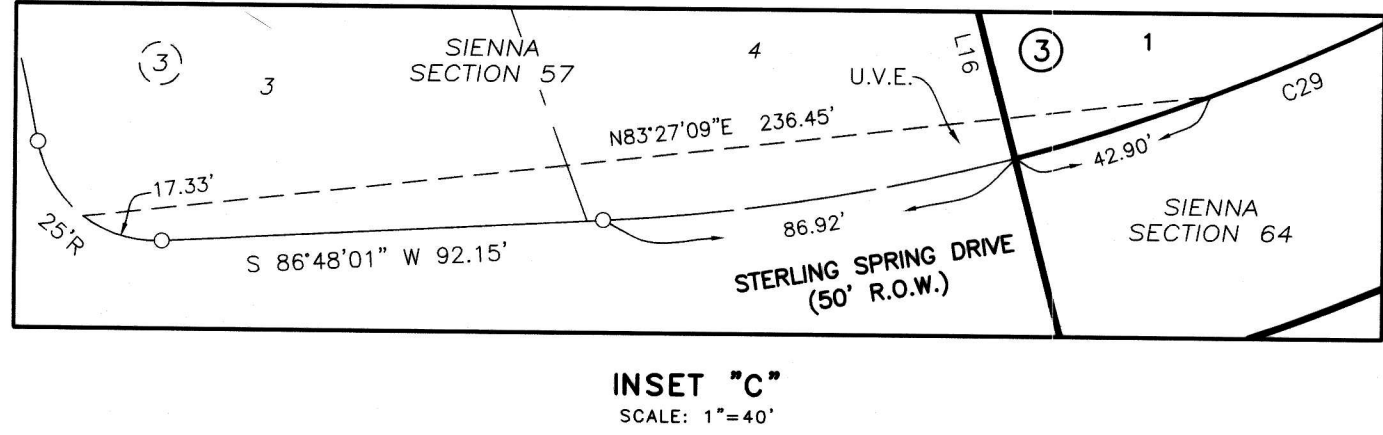 3
3
SIENNA
SECTION 57
4
U.V.E.
L16
3
1
C29
N83°27'09"E 236.45'
42.90'
17.33'
25'R
S 86°48'01" W 92.15'
86.92'
SIENNA
SECTION 64
STERLING SPRING DRIVE
(50' R.O.W.)
INSET "C"
SCALE: 1"=40'